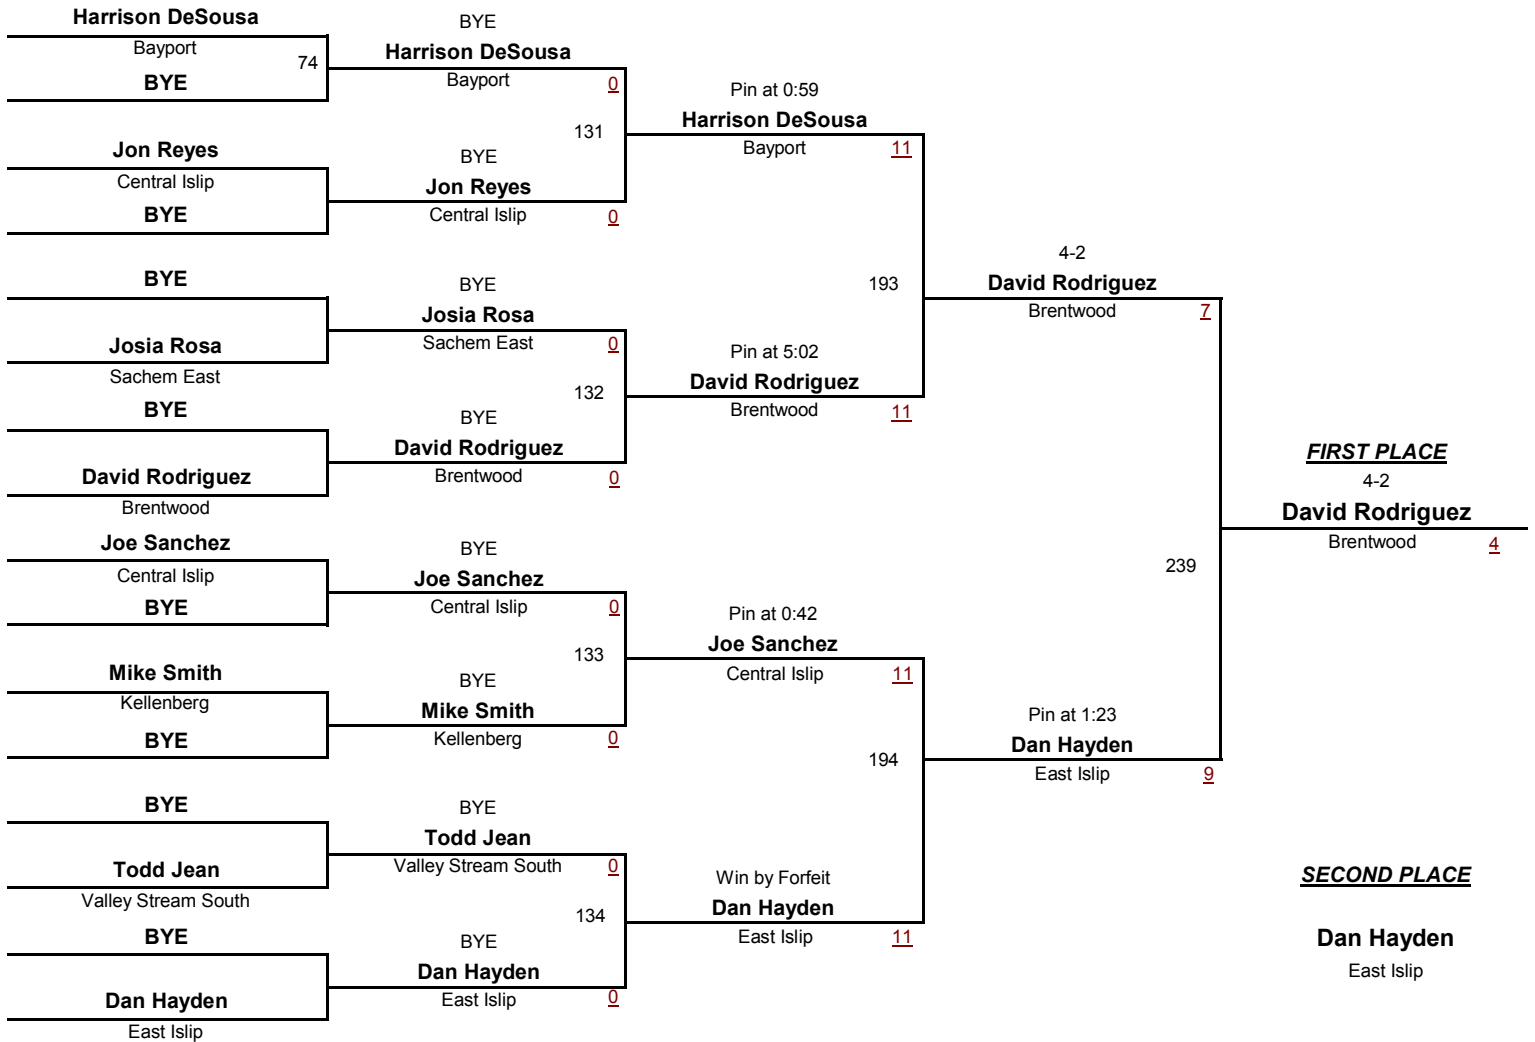 Harrison DeSousa
Bayport
74
BYE
Jon Reyes
Central Islip
BYE
BYE
Josia Rosa
Sachem East
BYE
David Rodriguez
Brentwood
Joe Sanchez
Central Islip
BYE
Mike Smith
Kellenberg
BYE
BYE
Todd Jean
Valley Stream South
BYE
Dan Hayden
East Islip
BYE
Harrison DeSousa
Bayport
0
131
BYE
Jon Reyes
Central Islip
0
BYE
Josia Rosa
Sachem East
0
132
BYE
David Rodriguez
Brentwood
0
BYE
Joe Sanchez
Central Islip
0
133
BYE
Mike Smith
Kellenberg
0
BYE
Todd Jean
Valley Stream South
0
134
BYE
Dan Hayden
East Islip
0
Pin at 0:59
Harrison DeSousa
Bayport
11
193
Pin at 5:02
David Rodriguez
Brentwood
11
Pin at 0:42
Joe Sanchez
Central Islip
11
194
Win by Forfeit
Dan Hayden
East Islip
11
4-2
David Rodriguez
Brentwood
7
239
Pin at 1:23
Dan Hayden
East Islip
9
FIRST PLACE
4-2
David Rodriguez
Brentwood
4
SECOND PLACE
Dan Hayden
East Islip